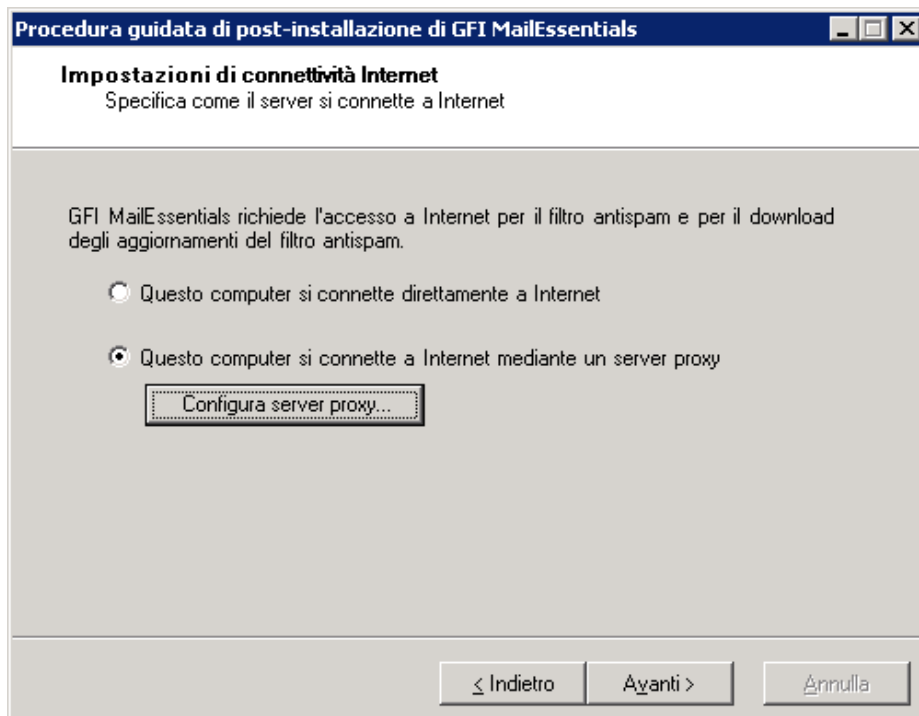 Procedura guidata di post-installazione di GFI MailEssentials
Impostazioni di connettività Internet
Specifica come il server si connette a Internet
GFI MailEssentials richiede l'accesso a Internet per il filtro antispam e per il download
degli aggiornamenti del filtro antispam.
Questo computer si connette direttamente a Internet
Questo computer si connette a Internet mediante un server proxy
Configura server proxy...
< Indietro
Avanti >
Annulla